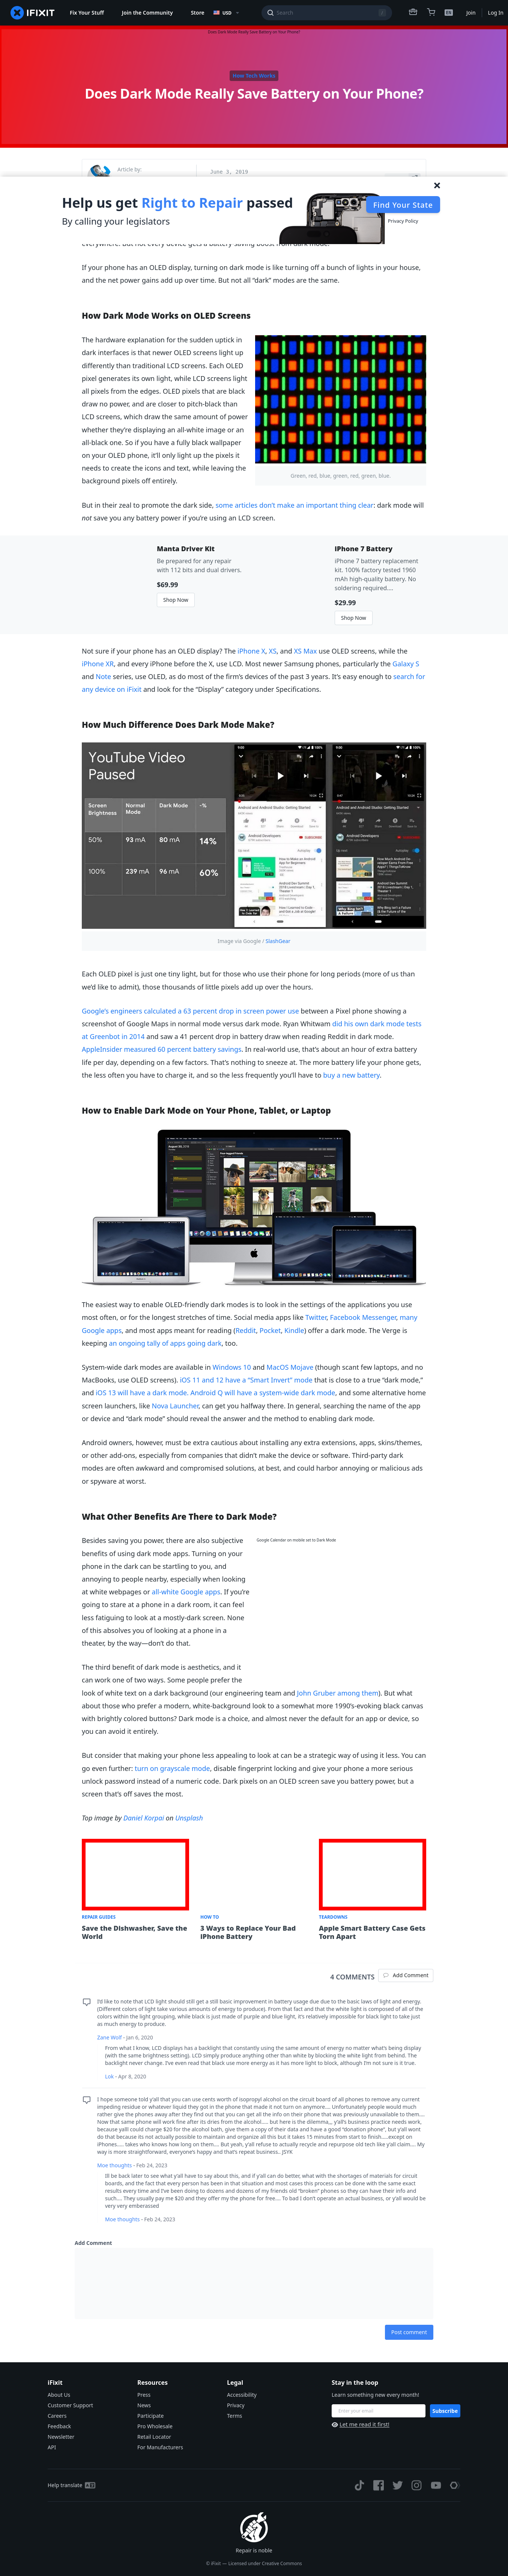 IFIXIT
Fix Your Stuff
Join the Community
Store
USD
Search
Join
Log In
Does Dark Mode Really Save Battery on Your Phone?
How Tech Works
Does Dark Mode Really Save Battery on Your Phone?
Article by:
June 3, 2019
Help us get Right to Repair passed
By calling your legislators
Find Your State
Privacy Policy
If your phone has an OLED display, turning on dark mode is like turning off a bunch of lights in your house,
and the net power gains add up over time. But not all “dark” modes are the same.
How Dark Mode Works on OLED Screens
The hardware explanation for the sudden uptick in
dark interfaces is that newer OLED screens light up
differently than traditional LCD screens. Each OLED
pixel generates its own light, while LCD screens light
all pixels from the edges. OLED pixels that are black
draw no power, and are closer to pitch-black than
LCD screens, which draw the same amount of power
whether they’re displaying an all-white image or an
all-black one. So if you have a fully black wallpaper
on your OLED phone, it’ll only light up the pixels it
needs to create the icons and text, while leaving the
background pixels off entirely.
Green, red, blue, green, red, green, blue.
But in their zeal to promote the dark side, some articles don’t make an important thing clear: dark mode will
not save you any battery power if you’re using an LCD screen.
Manta Driver Kit
Be prepared for any repair
with 112 bits and dual drivers.
$69.99
Shop Now
iPhone 7 Battery
iPhone 7 battery replacement
kit. 100% factory tested 1960
mAh high-quality battery. No
soldering required....
$29.99
Shop Now
Not sure if your phone has an OLED display? The iPhone X, XS, and XS Max use OLED screens, while the
iPhone XR, and every iPhone before the X, use LCD. Most newer Samsung phones, particularly the Galaxy S
and Note series, use OLED, as do most of the firm’s devices of the past 3 years. It’s easy enough to search for
any device on iFixit and look for the “Display” category under Specifications.
How Much Difference Does Dark Mode Make?
YouTube Video
Paused
Screen Brightness
Normal Mode
Dark Mode
-%
50%
93 mA
80 mA
14%
100%
239 mA
96 mA
60%
Image via Google / SlashGear
Each OLED pixel is just one tiny light, but for those who use their phone for long periods (more of us than
we’d like to admit), those thousands of little pixels add up over the hours.
Google’s engineers calculated a 63 percent drop in screen power use between a Pixel phone showing a
screenshot of Google Maps in normal mode versus dark mode. Ryan Whitwam did his own dark mode tests
at Greenbot in 2014 and saw a 41 percent drop in battery draw when reading Reddit in dark mode.
AppleInsider measured 60 percent battery savings. In real-world use, that’s about an hour of extra battery
life per day, depending on a few factors. That’s nothing to sneeze at. The more battery life your phone gets,
the less often you have to charge it, and so the less frequently you’ll have to buy a new battery.
How to Enable Dark Mode on Your Phone, Tablet, or Laptop
The easiest way to enable OLED-friendly dark modes is to look in the settings of the applications you use
most often, or for the longest stretches of time. Social media apps like Twitter, Facebook Messenger, many
Google apps, and most apps meant for reading (Reddit, Pocket, Kindle) offer a dark mode. The Verge is
keeping an ongoing tally of apps going dark, too.
System-wide dark modes are available in Windows 10 and MacOS Mojave (though scant few laptops, and no
MacBooks, use OLED screens). iOS 11 and 12 have a “Smart Invert” mode that is close to a true “dark mode,”
and iOS 13 will have a dark mode. Android Q will have a system-wide dark mode, and some alternative home
screen launchers, like Nova Launcher, can get you halfway there. In general, searching the name of the app
or device and “dark mode” should reveal the answer and the method to enabling dark mode.
Android owners, however, must be extra cautious about installing any extra extensions, apps, skins/themes,
or other add-ons, especially from companies that didn’t make the device or software. Third-party dark
modes are often awkward and compromised solutions, at best, and could harbor annoying or malicious ads
or spyware at worst.
What Other Benefits Are There to Dark Mode?
Google Calendar on mobile set to Dark Mode
Besides saving you power, there are also subjective
benefits of using dark mode apps. Turning on your
phone in the dark can be startling to you, and
annoying to people nearby, especially when looking
at white webpages or all-white Google apps. If you’re
going to stare at a phone in a dark room, it can feel
less fatiguing to look at a mostly-dark screen. None
of this absolves you of looking at a phone in a
theater, by the way—don’t do that.
The third benefit of dark mode is aesthetics, and it
can work one of two ways. Some people prefer the
look of white text on a dark background (our engineering team and John Gruber among them). But what
about those who prefer a modern, white-background look to a somewhat more 1990’s-evoking black canvas
with brightly colored buttons? Dark mode is a choice, and almost never the default for an app or device, so
you can avoid it entirely.
But consider that making your phone less appealing to look at can be a strategic way of using it less. You can
go even further: turn on grayscale mode, disable fingerprint locking and give your phone a more serious
unlock password instead of a numeric code. Dark pixels on an OLED screen save you battery power, but a
screen that’s off saves the most.
Top image by Daniel Korpai on Unsplash
REPAIR GUIDES
Save the Dishwasher, Save the World
HOW TO
3 Ways to Replace Your Bad iPhone Battery
TEARDOWNS
Apple Smart Battery Case Gets Torn Apart
4 COMMENTS
Add Comment
I’d like to note that LCD light should still get a still basic improvement in battery usage due due to the basic laws of light and energy.
(Different colors of light take various amounts of energy to produce). From that fact and that the white light is composed of all of the
colors within the light spectrum going, while black is just made of purple and blue light, it’s relatively impossible for black light to take just
as much energy to produce.
Zane Wolf - Jan 6, 2020
From what I know, LCD displays has a backlight that constantly using the same amount of energy no matter what’s being display
(with the same brightness setting). LCD simply produce anything other than white by blocking the white light from behind. The
backlight never change. I’ve even read that black use more energy as it has more light to block, although I’m not sure it is true.
Lok - Apr 8, 2020
I hope someone told y’all that you can use cents worth of isopropyl alcohol on the circuit board of all phones to remove any current
impeding residue or whatever liquid they got in the phone that made it not turn on anymore…. Unfortunately people would much
rather give the phones away after they find out that you can get all the info on their phone that was previously unavailable to them….
Now that same phone will work fine after its dries from the alcohol….. but here’s the dilemma,,, y’all’s business practice needs work,
because yalll could charge $20 for the alcohol bath, give them a copy of their data and have a good “donation phone”, but y’all wont
do that because its not actually possible to maintain and organize all this but it takes 15 minutes from start to finish…..except on
iPhones,….. takes who knows how long on them…. But yeah, y’all refuse to actually recycle and repurpose old tech like y’all claim…. My
way is more straightforward, everyone’s happy and that’s repeat business.. JSYK
Moe thoughts - Feb 24, 2023
Ill be back later to see what y’all have to say about this, and if y’all can do better, what with the shortages of materials for circuit
boards, and the fact that every person has been in that situation and most cases this process can be done with the same exact
results every time and I’ve been doing to dozens and dozens of my friends old “broken” phones so they can have their info and
such…. They usually pay me $20 and they offer my the phone for free…. To bad I don’t operate an actual business, or y’all would be
very very embarassed
Moe thoughts - Feb 24, 2023
Add Comment
Post comment
iFixit
About Us
Customer Support
Careers
Feedback
Newsletter
API
Resources
Press
News
Participate
Pro Wholesale
Retail Locator
For Manufacturers
Legal
Accessibility
Privacy
Terms
Stay in the loop
Learn something new every month!
Enter your email
Subscribe
Let me read it first!
Help translate
Repair is noble
© iFixit — Licensed under Creative Commons